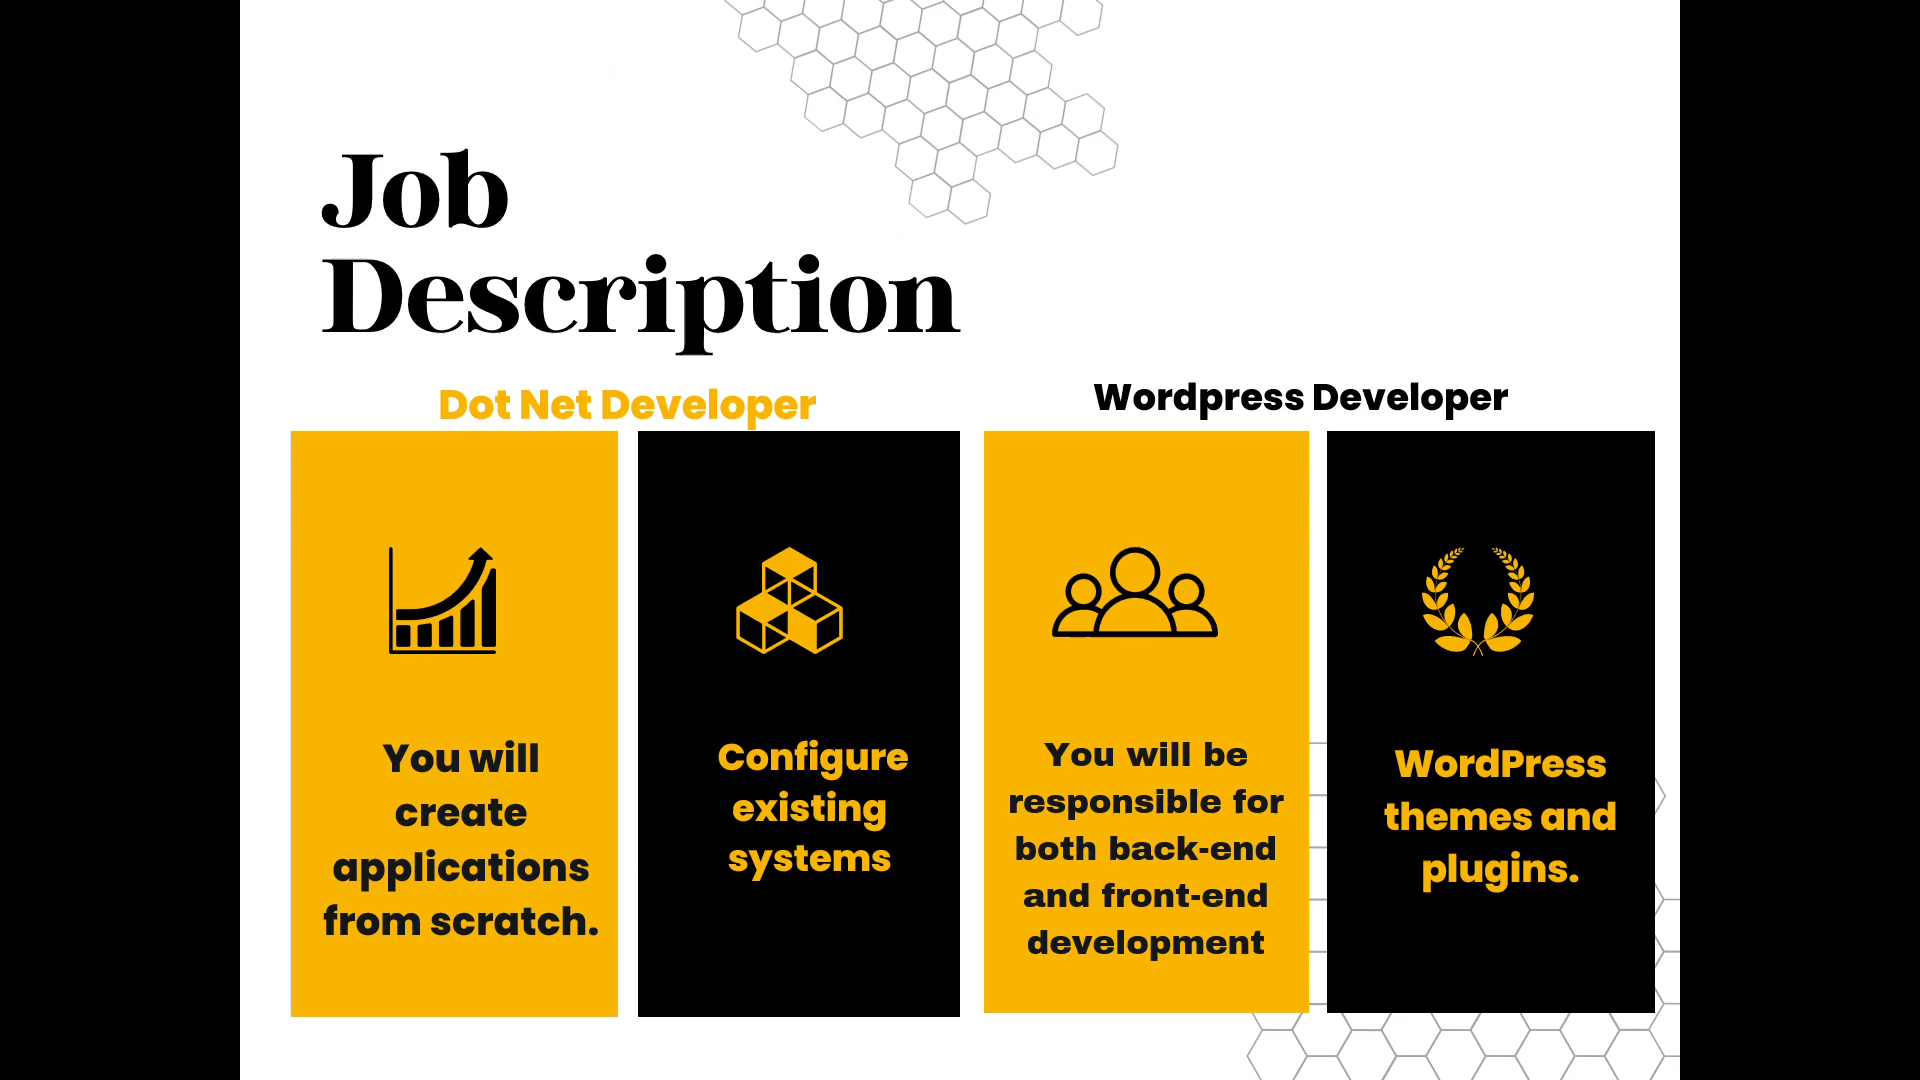 Job
Description
Dot Net Developer
Wordpress Developer
You will
create
applications
from scratch.
Configure
existing
systems
You will be
responsible for
both back-end
and front-end
development
WordPress
themes and
plugins.